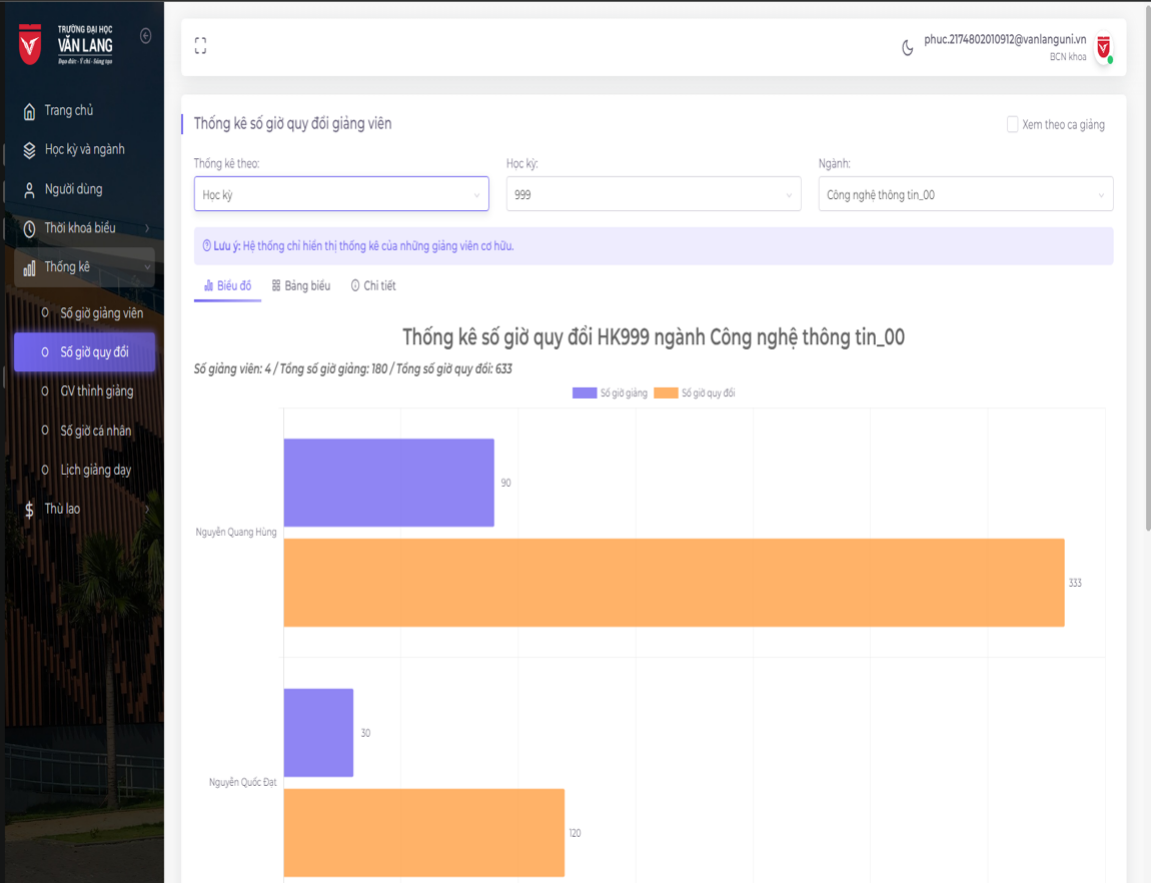 TRƯỜNG ĐẠI HỌC
VĂN LANG
Đạo đức - Ý chí - Sáng tạo
Trang chủ
Học kỳ và ngành
Người dùng
Thời khoá biểu
Thống kê
Số giờ giảng viên
Số giờ quy đổi
GV thỉnh giảng
Số giờ cá nhân
Lịch giảng dạy
Thù lao
phuc.2174802010912@vanlanguni.vn
BCN khoa
Thống kê số giờ quy đổi giảng viên
Xem theo ca giảng
Thống kê theo: Học kỳ: Ngành:
Học kỳ 999 Công nghệ thông tin_00
Lưu ý: Hệ thống chỉ hiển thị thống kê của những giảng viên cơ hữu.
Biểu đồ Bảng biểu Chi tiết
Thống kê số giờ quy đổi HK999 ngành Công nghệ thông tin_00
Số giảng viên: 4 / Tổng số giờ giảng: 180 / Tổng số giờ quy đổi: 633
Số giờ giảng Số giờ quy đổi
90
Nguyễn Quang Hùng
333
30
Nguyễn Quốc Đạt
120